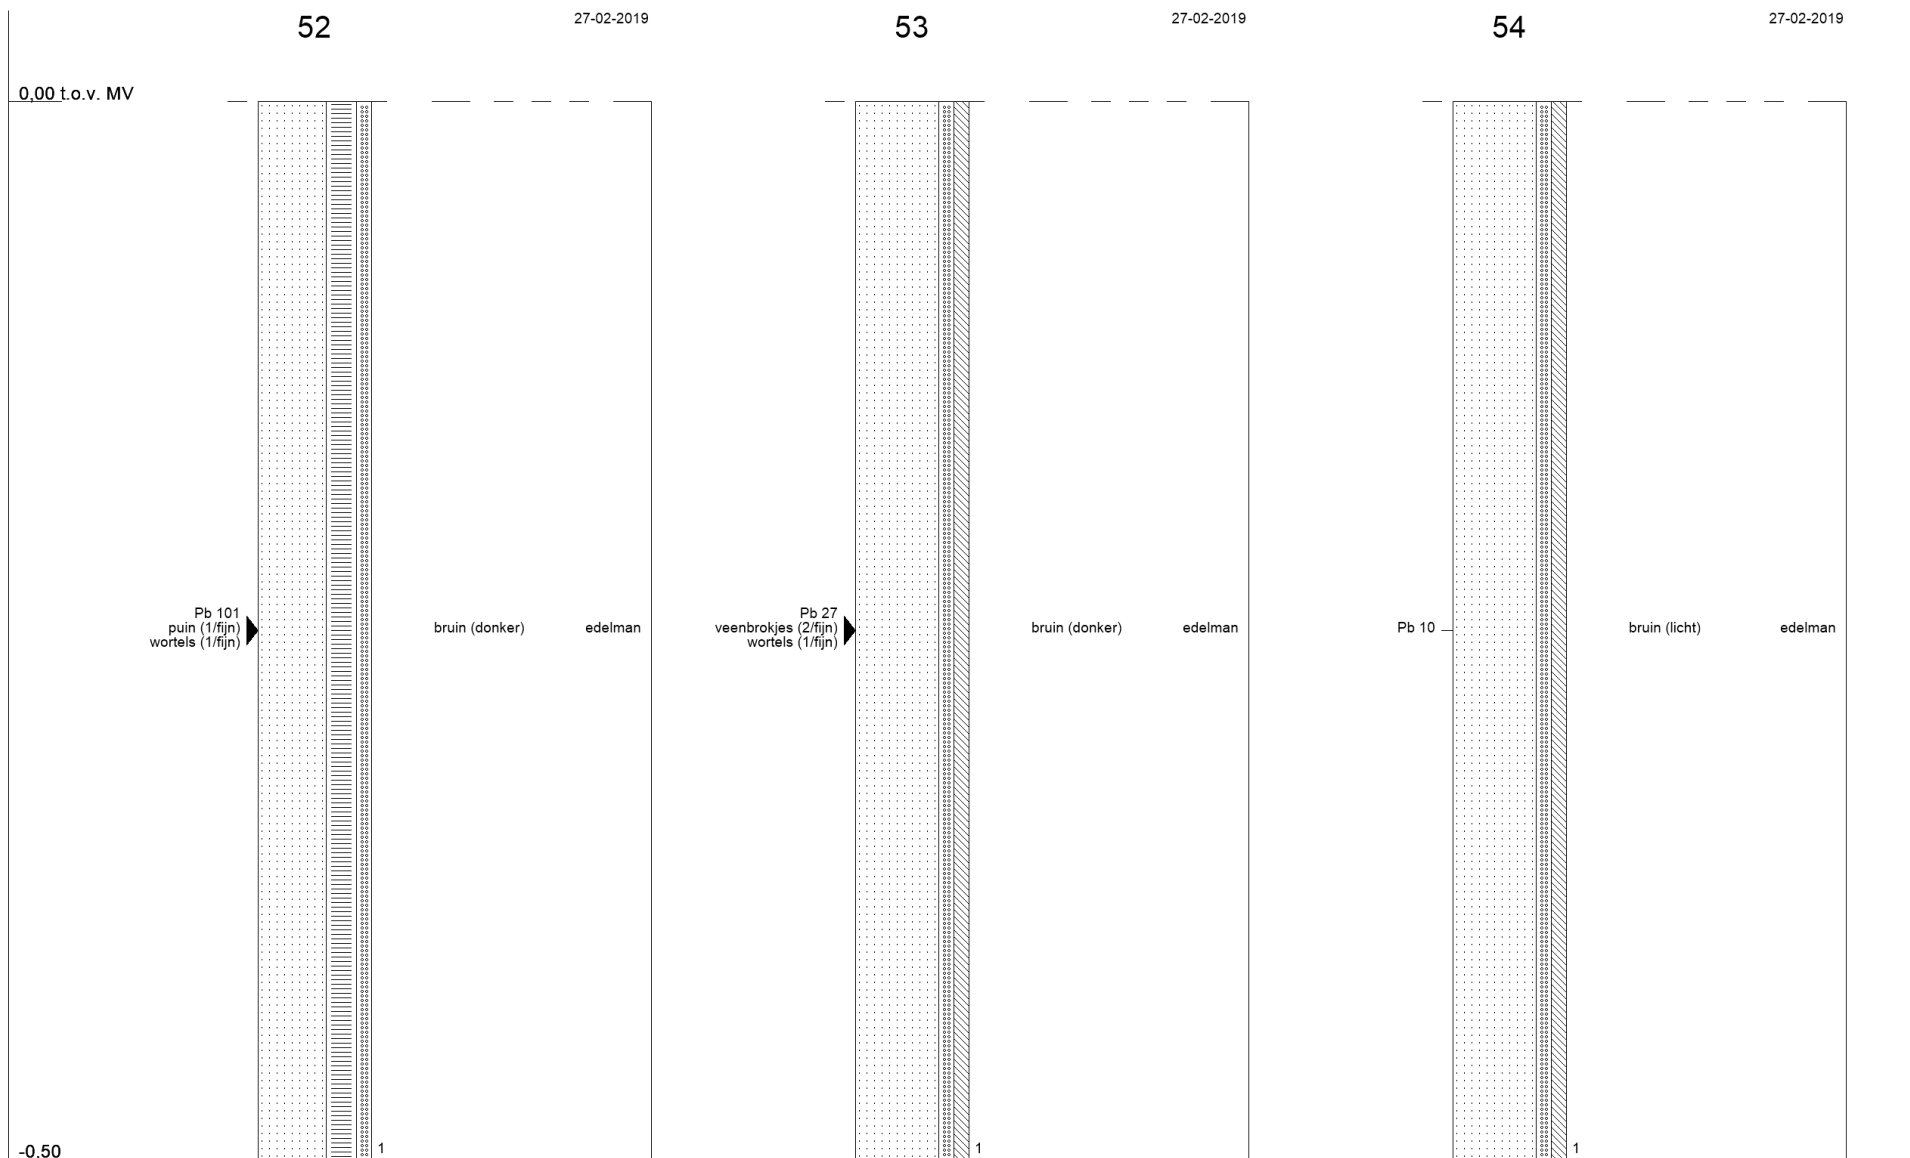 52
27-02-2019
53
27-02-2019
54
27-02-2019
0,00 t.o.v. MV
Pb 101
puin (1/fijn)
wortels (1/fijn)
bruin (donker)
edelman
Pb 27
veenbrokjes (2/fijn)
wortels (1/fijn)
bruin (donker)
edelman
Pb 10
bruin (licht)
edelman
-0,50
1
1
1